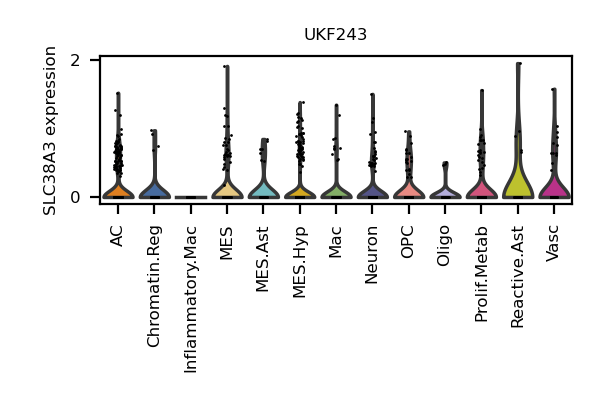 UKF243
SLC38A3 expression
2
0
AC
Chromatin.Reg
Inflammatory.Mac
MES
MES.Ast
MES.Hyp
Mac
Neuron
OPC
Oligo
Prolif.Metab
Reactive.Ast
Vasc